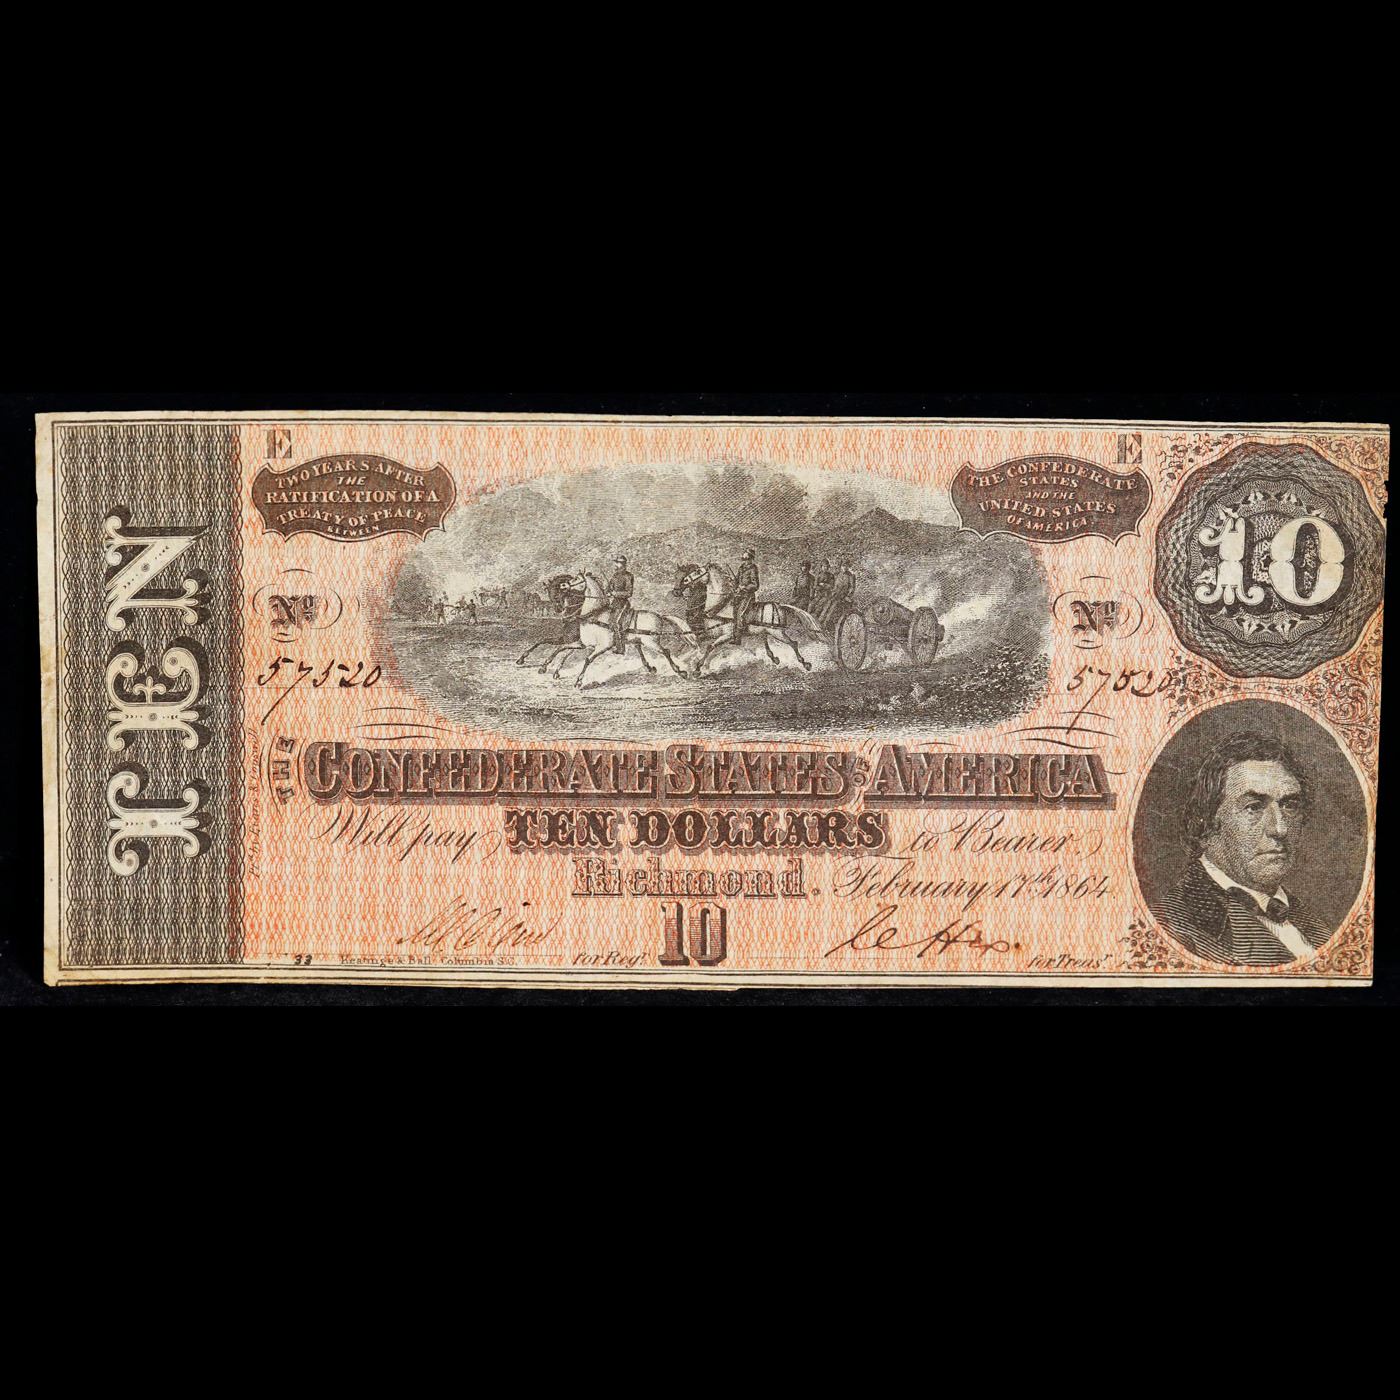 E
E
TWO YEARS AFTER
THE
RATIFICATION OF A
TREATY OF PEACE
BETWEEN
THE CONFEDERATE
STATES
AND THE
UNITED STATES
OF AMERICA
10
TEN
No
No
57520
57520
THE CONFEDERATE STATES OF AMERICA
Will pay TEN DOLLARS to Bearer.
Richmond. February 17th 1864
10
33 Keatinge & Ball, Columbia S.C. for Regr. for Treasr